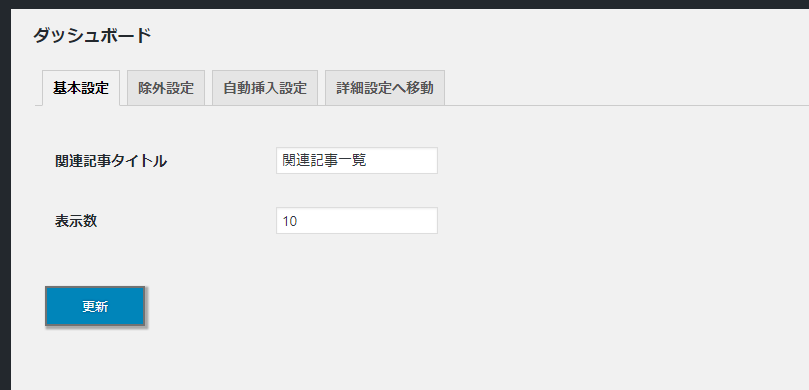 ダッシュボード
基本設定 除外設定 自動挿入設定 詳細設定へ移動
関連記事タイトル 関連記事一覧
表示数 10
更新